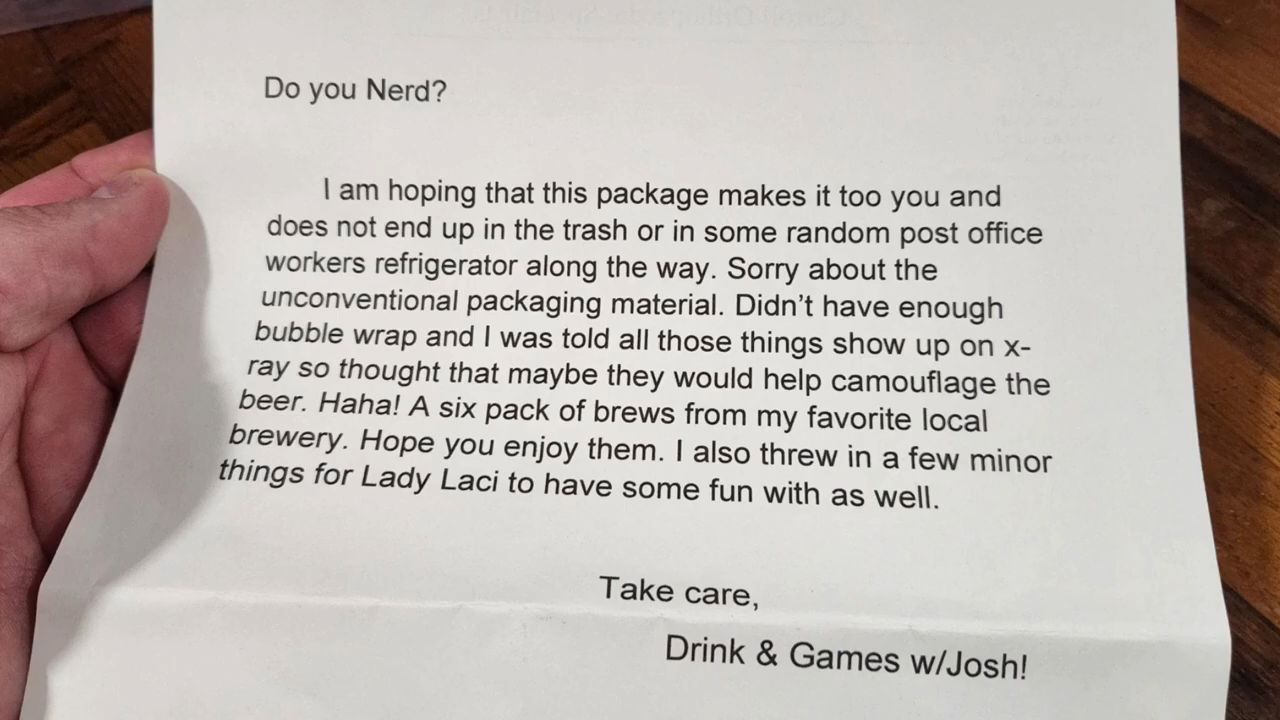 Do you Nerd?
I am hoping that this package makes it too you and
does not end up in the trash or in some random post office
workers refrigerator along the way. Sorry about the
unconventional packaging material. Didn't have enough
bubble wrap and I was told all those things show up on x-
ray so thought that maybe they would help camouflage the
beer. Haha! A six pack of brews from my favorite local
brewery. Hope you enjoy them. I also threw in a few minor
things for Lady Laci to have some fun with as well.
Take care,
Drink & Games w/Josh!